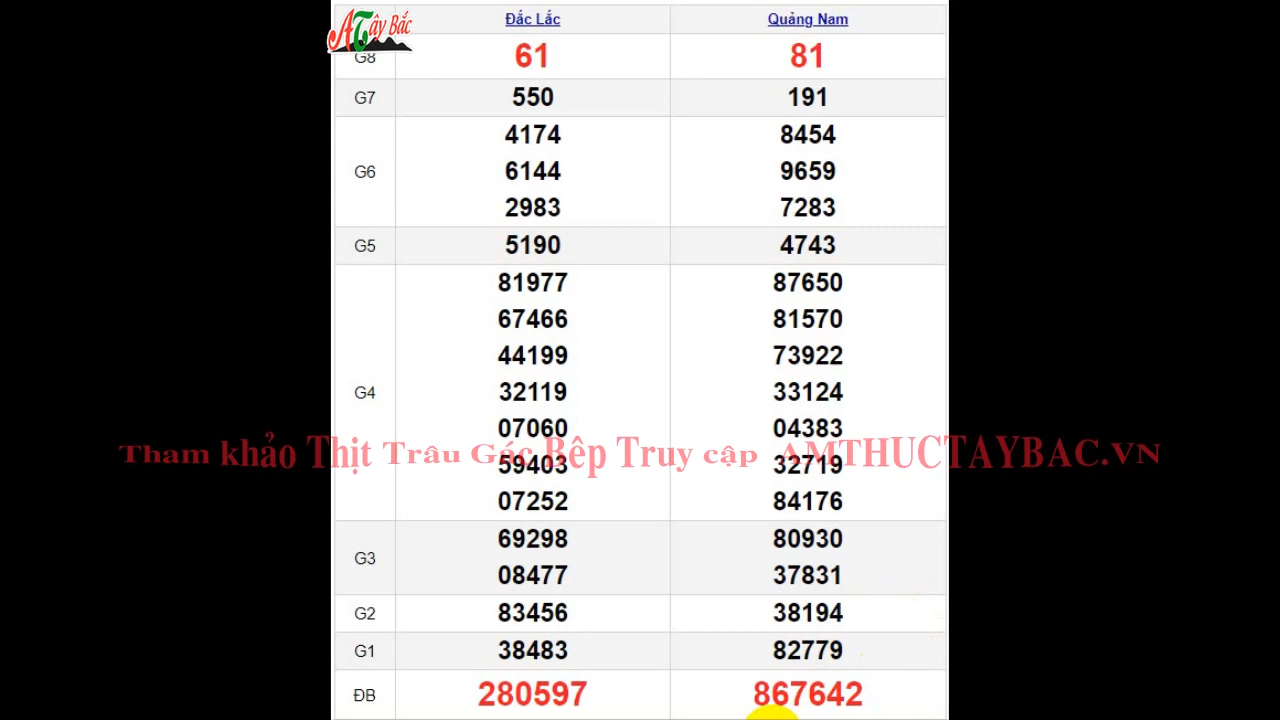 ATây Bắc
Đắc Lắc Quảng Nam
G8 61 81
G7 550 191
4174 8454
G6 6144 9659
2983 7283
G5 5190 4743
81977 87650
67466 81570
44199 73922
G4 32119 33124
07060 04383
Tham khảo Thịt Trâu Gác Bêp Truy cập AMTHUCTAYBAC.VN
59403 32719
07252 84176
69298 80930
G3
08477 37831
G2 83456 38194
G1 38483 82779
ĐB 280597 867642